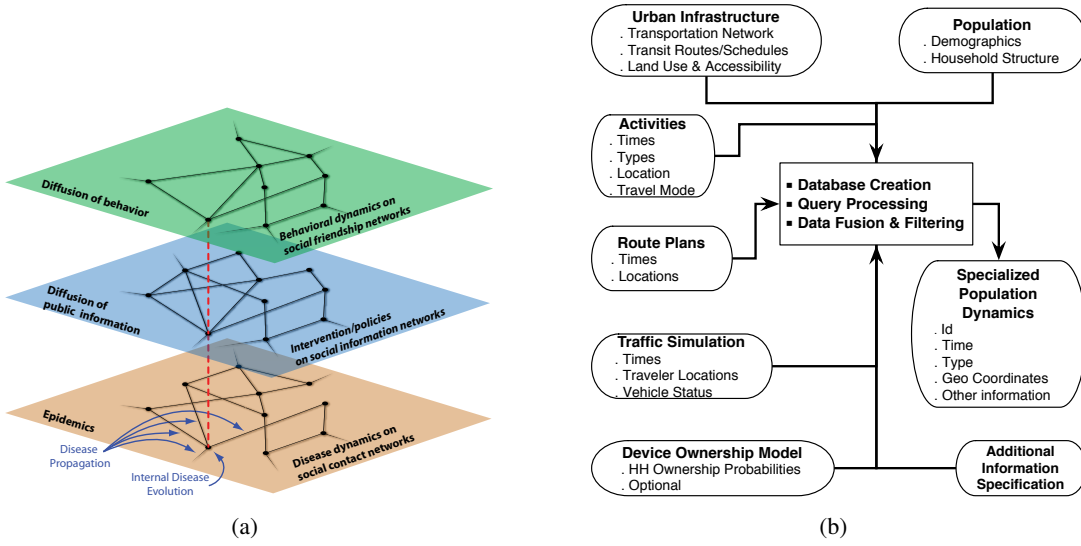 Diffusion of behavior
Behavioral dynamics on
social friendship networks
Diffusion of
public information
Intervention/policies
on social information networks
Epidemics
Disease dynamics on
social contact networks
Disease
Propagation
Internal Disease
Evolution
(a)
Urban Infrastructure
. Transportation Network
. Transit Routes/Schedules
. Land Use & Accessibility
Population
. Demographics
. Household Structure
Activities
. Times
. Types
. Location
. Travel Mode
▪ Database Creation
▪ Query Processing
▪ Data Fusion & Filtering
Route Plans
. Times
. Locations
Specialized
Population
Dynamics
. Id
. Time
. Type
. Geo Coordinates
. Other information
Traffic Simulation
. Times
. Traveler Locations
. Vehicle Status
Device Ownership Model
. HH Ownership Probabilities
. Optional
Additional
Information
Specification
(b)